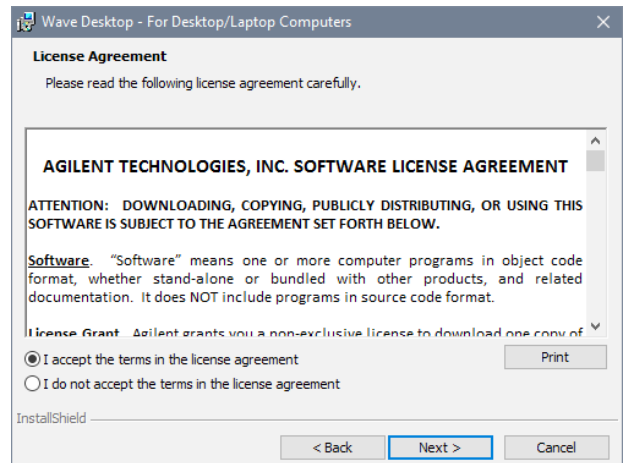 Wave Desktop - For Desktop/Laptop Computers
License Agreement
Please read the following license agreement carefully.
AGILENT TECHNOLOGIES, INC. SOFTWARE LICENSE AGREEMENT
ATTENTION: DOWNLOADING, COPYING, PUBLICLY DISTRIBUTING, OR USING THIS
SOFTWARE IS SUBJECT TO THE AGREEMENT SET FORTH BELOW.
Software. “Software” means one or more computer programs in object code
format, whether stand-alone or bundled with other products, and related
documentation. It does NOT include programs in source code format.
License Grant. Agilent grants you a non-exclusive license to download one copy of
I accept the terms in the license agreement
Print
I do not accept the terms in the license agreement
InstallShield
< Back
Next >
Cancel